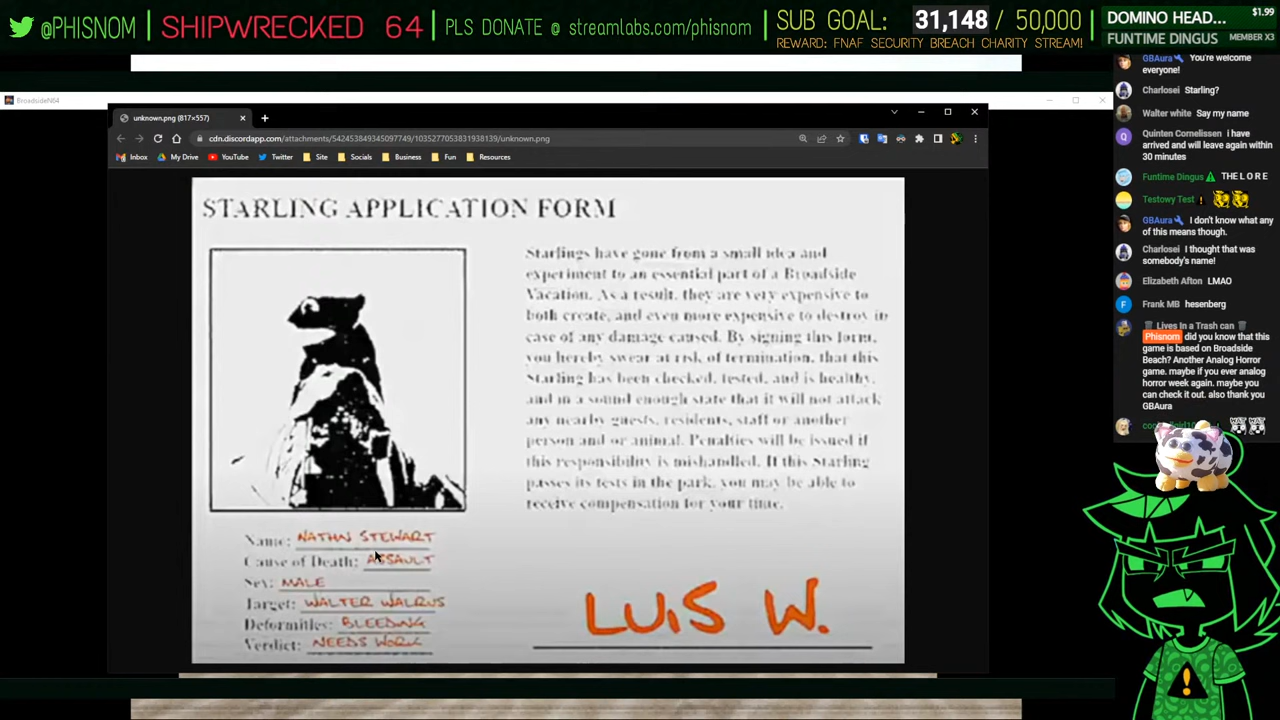 @PHISNOM
SHIPWRECKED 64
PLS DONATE @ streamlabs.com/phisnom
SUB GOAL: 31,148 / 50,000
REWARD: FNAF SECURITY BREACH CHARITY STREAM!
DOMINO HEAD... $1.99
FUNTIME DINGUS MEMBER X3
BroadsideN64
unknown.png (817×557)
cdn.discordapp.com/attachments/542453849345097749/1035277053831938139/unknown.png
Inbox My Drive YouTube Twitter Site Socials Business Fun Resources
STARLING APPLICATION FORM
Starlings have gone from a small idea and
experiment to an essential part of a Broadside
Vacation. As a result, they are very expensive to
both create, and even more expensive to destroy in
case of any damage caused. By signing this form,
you hereby swear at risk of termination, that this
Starling has been checked, tested, and is healthy,
and in a sound enough state that it will not attack
any nearby guests, residents, staff or another
person and or animal. Penalties will be issued if
this responsibility is mishandled. If this Starling
passes its tests in the park, you may be able to
receive compensation for your time.
Name: NATHN STEWART
Cause of Death: ASSAULT
Sex: MALE
Target: WALTER WALRUS
Deformities: BLEEDING
Verdict: NEEDS WORK
LUIS W.
GBAura You're welcome
everyone!
Charlosei Starling?
Walter white Say my name
Quinten Cornelissen i have
arrived and will leave again within
30 minutes
Funtime Dingus T H E L O R E
Testowy Test
GBAura I don't know what any
of this means though.
Charlosei I thought that was
somebody's name!
Elizabeth Afton LMAO
Frank MB hesenberg
Lives In a Trash can
Phisnom did you know that this
game is based on Broadside
Beach? Another Analog Horror
game. maybe if you ever analog
horror week again. maybe you
can check it out. also thank you
GBAura